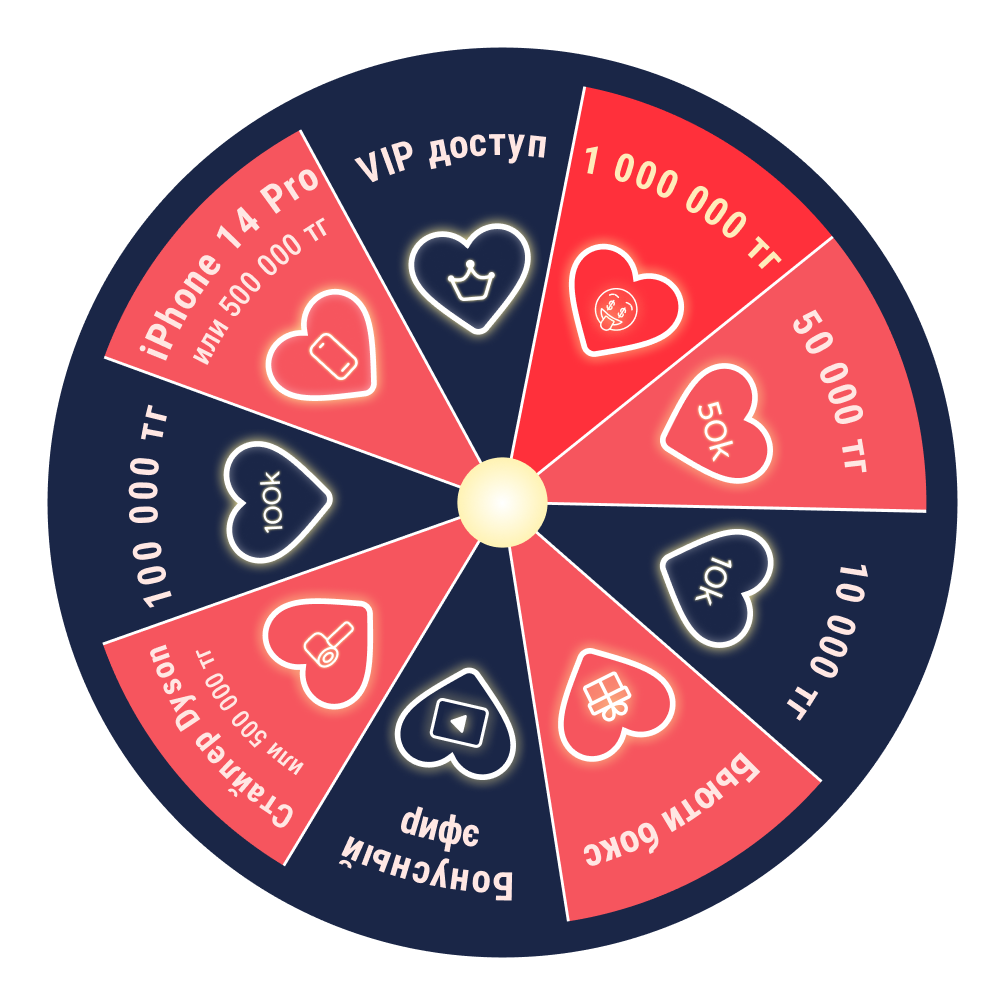 VIP доступ
1 000 000 тг
50 000 тг
50k
10 000 тг
10k
Бьюти бокс
Бонусный
эфир
Стайлер Dyson
или 500 000 тг
100 000 тг
100k
iPhone 14 Pro
или 500 000 тг